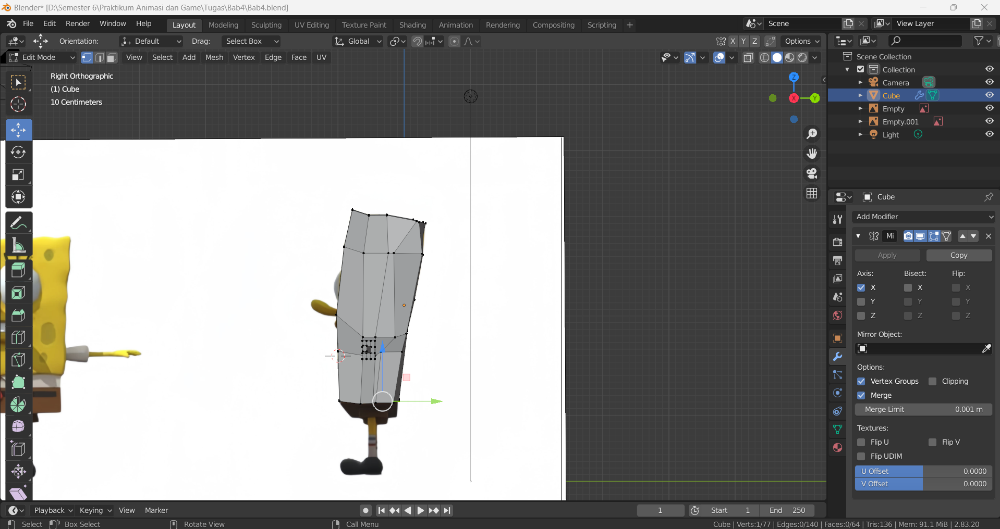 Blender* [D:\Semester 6\Praktikum Animasi dan Game\Tugas\Bab4\Bab4.blend]
File Edit Render Window Help Layout Modeling Sculpting UV Editing Texture Paint Shading Animation Rendering Compositing Scripting + Scene View Layer
Orientation: Default Drag: Select Box Global X Y Z Options
Edit Mode View Select Add Mesh Vertex Edge Face UV
Right Orthographic
(1) Cube
10 Centimeters
Z
X
Y
Scene Collection
Collection
Camera
Cube
Empty
Empty.001
Light
Cube
Add Modifier
Mi
Apply Copy
Axis: Bisect: Flip:
X X X
Y Y Y
Z Z Z
Mirror Object:
Options:
Vertex Groups Clipping
Merge
Merge Limit 0.001 m
Textures:
Flip U Flip V
Flip UDIM
U Offset 0.0000
V Offset 0.0000
Playback Keying View Marker 1 Start 1 End 250
Select Box Select Rotate View Call Menu Cube | Verts:1/77 | Edges:0/140 | Faces:0/64 | Tris:136 | Mem: 91.1 MiB | 2.83.20